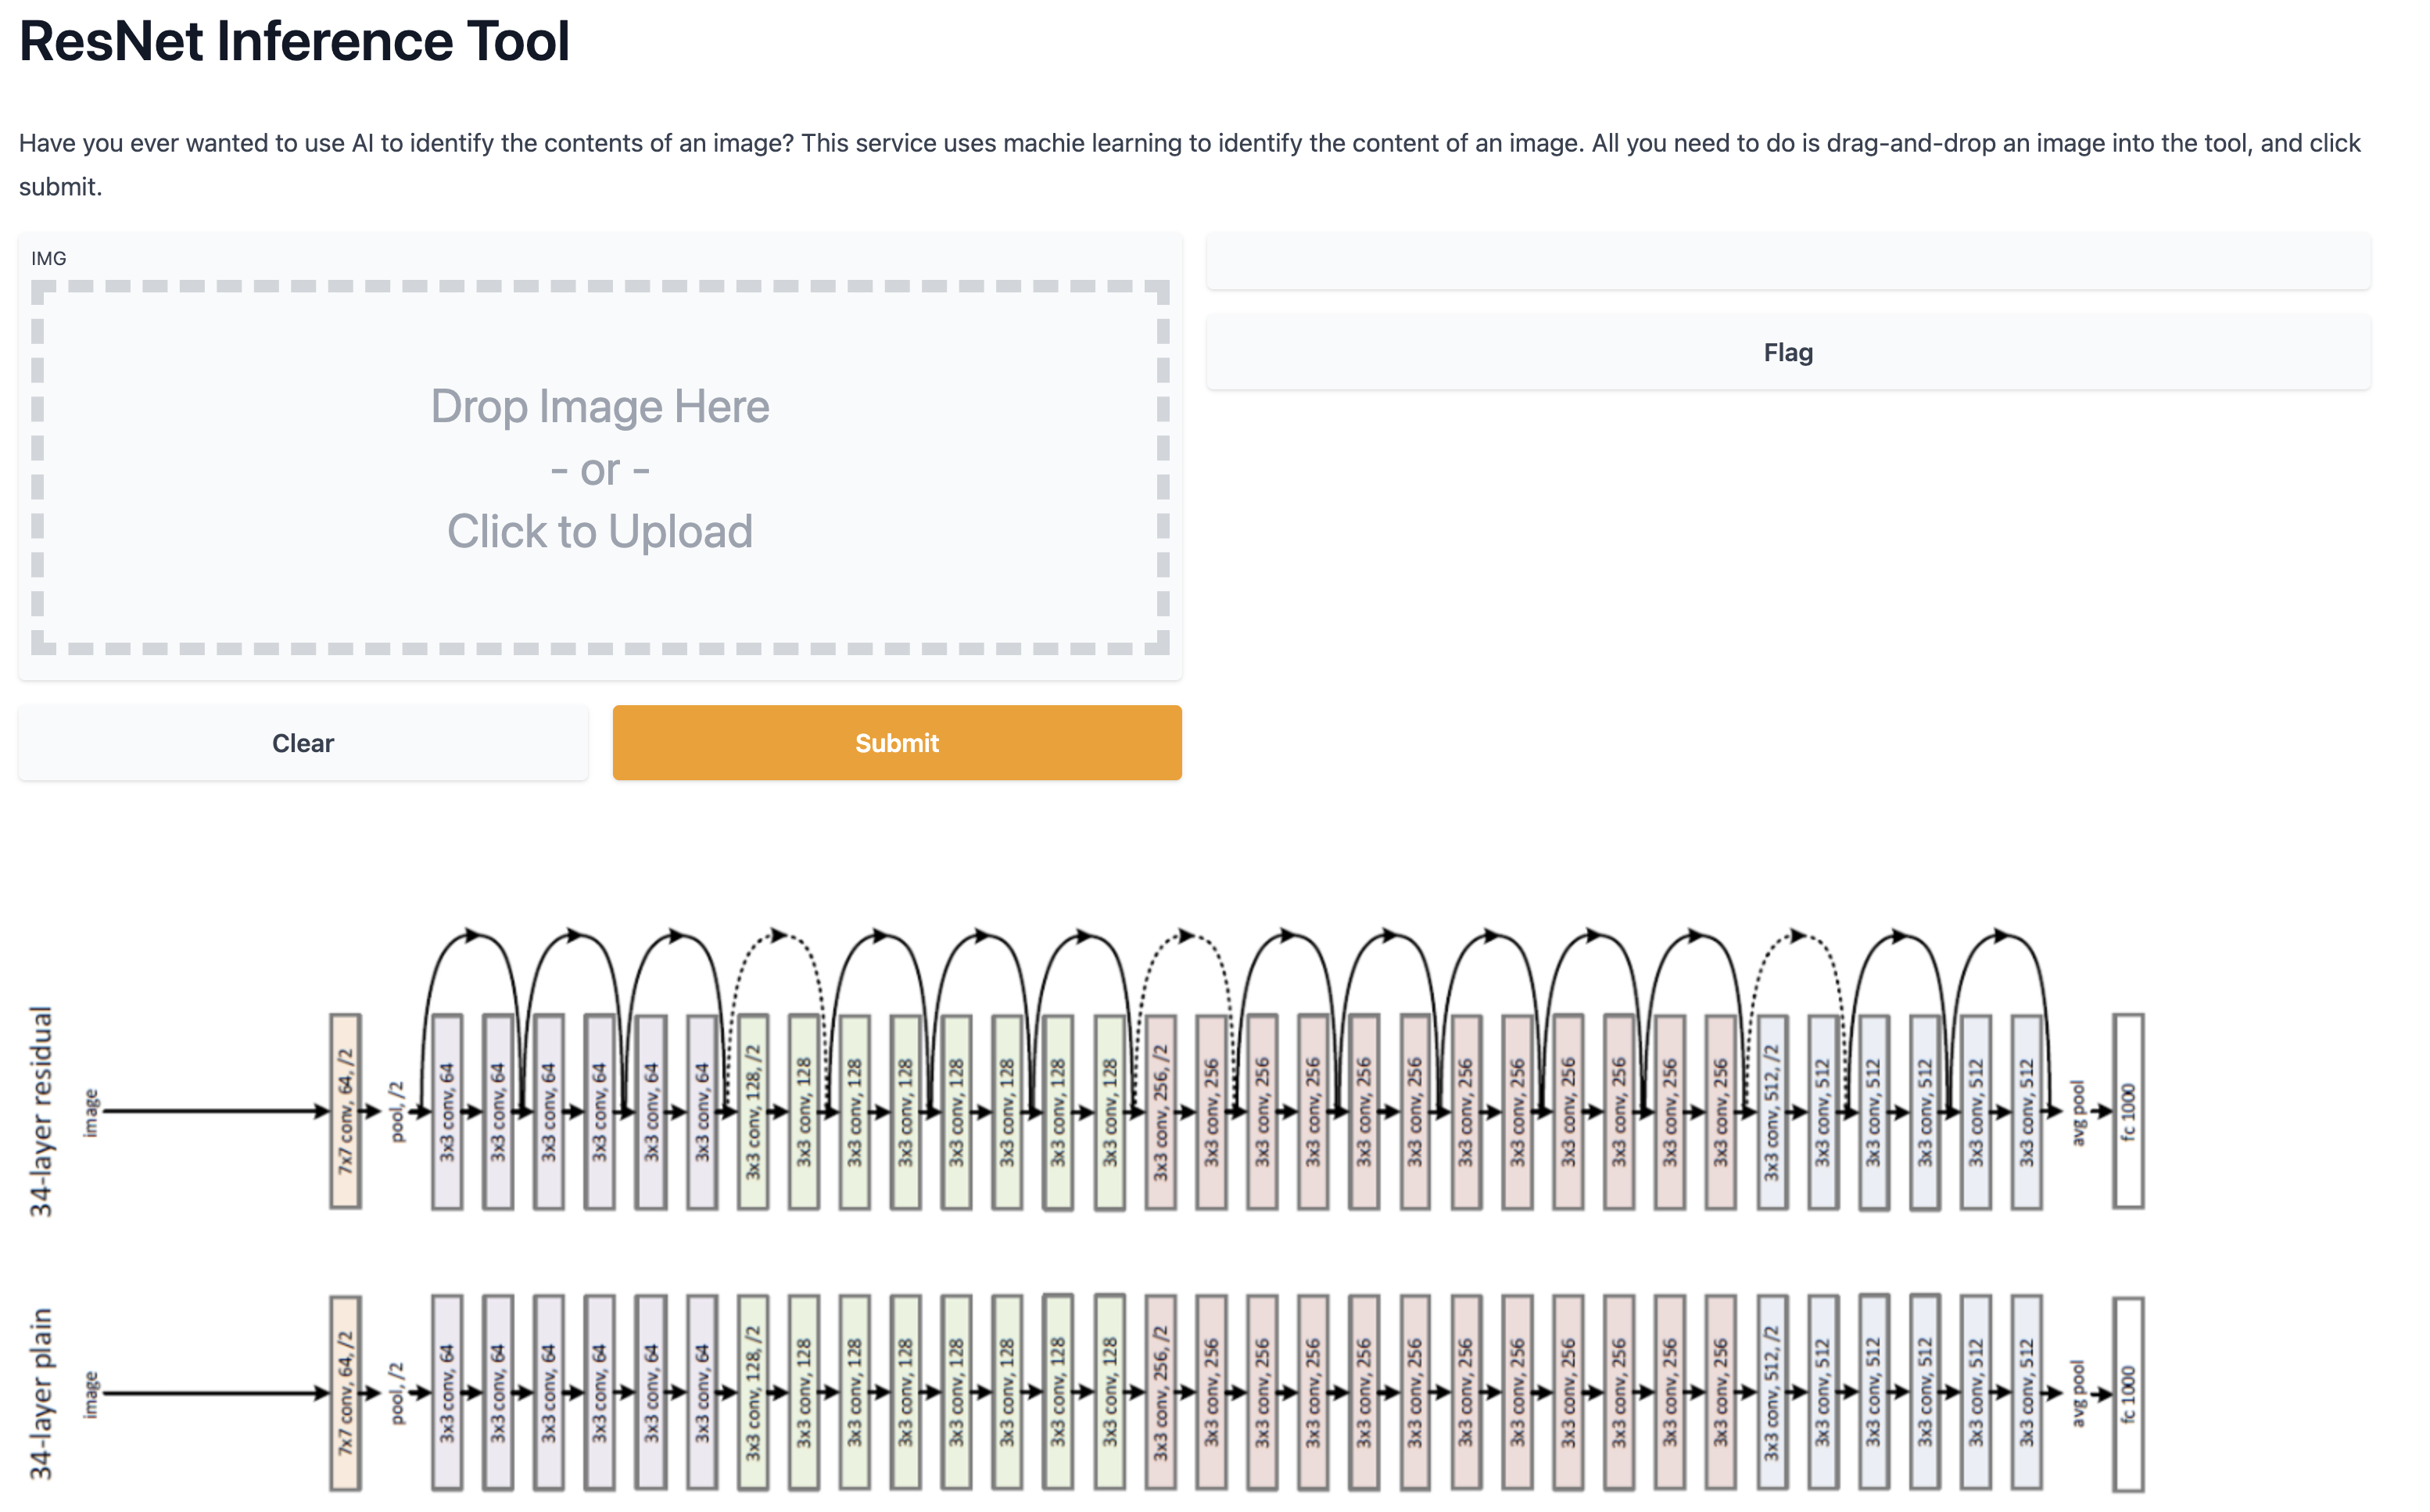 ResNet Inference Tool
Have you ever wanted to use AI to identify the contents of an image? This service uses machie learning to identify the content of an image. All you need to do is drag-and-drop an image into the tool, and click
submit.
IMG
Drop Image Here
- or -
Click to Upload
Flag
Clear
Submit
34-layer residual
image
7x7 conv, 64, /2
pool, /2
3x3 conv, 64
3x3 conv, 64
3x3 conv, 64
3x3 conv, 64
3x3 conv, 64
3x3 conv, 64
3x3 conv, 128, /2
3x3 conv, 128
3x3 conv, 128
3x3 conv, 128
3x3 conv, 128
3x3 conv, 128
3x3 conv, 128
3x3 conv, 128
3x3 conv, 256, /2
3x3 conv, 256
3x3 conv, 256
3x3 conv, 256
3x3 conv, 256
3x3 conv, 256
3x3 conv, 256
3x3 conv, 256
3x3 conv, 256
3x3 conv, 256
3x3 conv, 256
3x3 conv, 256
3x3 conv, 512, /2
3x3 conv, 512
3x3 conv, 512
3x3 conv, 512
3x3 conv, 512
3x3 conv, 512
avg pool
fc 1000
34-layer plain
image
7x7 conv, 64, /2
pool, /2
3x3 conv, 64
3x3 conv, 64
3x3 conv, 64
3x3 conv, 64
3x3 conv, 64
3x3 conv, 64
3x3 conv, 128, /2
3x3 conv, 128
3x3 conv, 128
3x3 conv, 128
3x3 conv, 128
3x3 conv, 128
3x3 conv, 128
3x3 conv, 128
3x3 conv, 256, /2
3x3 conv, 256
3x3 conv, 256
3x3 conv, 256
3x3 conv, 256
3x3 conv, 256
3x3 conv, 256
3x3 conv, 256
3x3 conv, 256
3x3 conv, 256
3x3 conv, 256
3x3 conv, 256
3x3 conv, 512, /2
3x3 conv, 512
3x3 conv, 512
3x3 conv, 512
3x3 conv, 512
3x3 conv, 512
avg pool
fc 1000